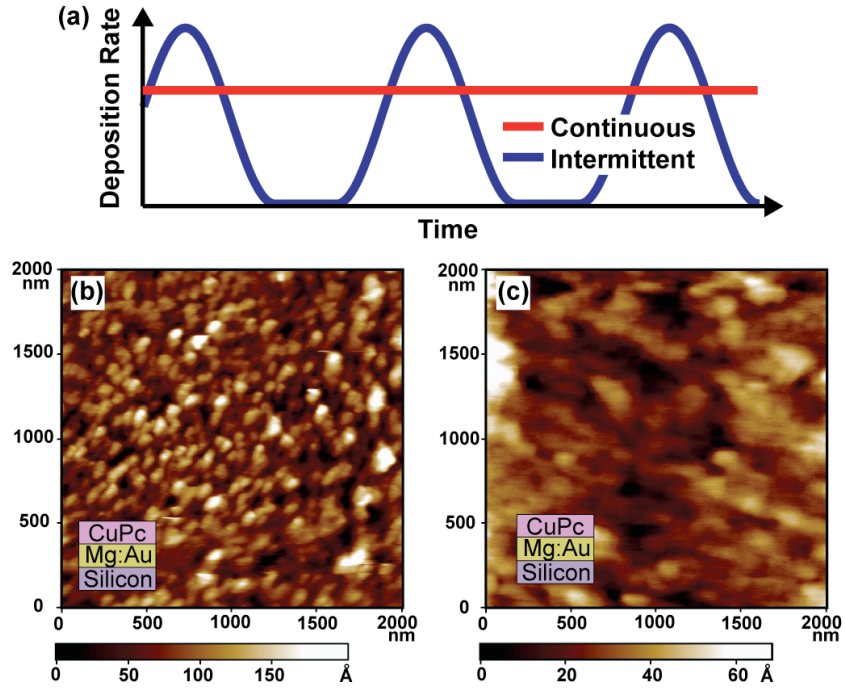 (a)
Deposition Rate
Continuous
Intermittent
Time
(b)
2000
nm
1500
1000
500
0
CuPc
Mg:Au
Silicon
0 500 1000 1500 2000
nm
0 50 100 150 Å
(c)
2000
nm
1500
1000
500
0
CuPc
Mg:Au
Silicon
0 500 1000 1500 2000
nm
0 20 40 60 Å